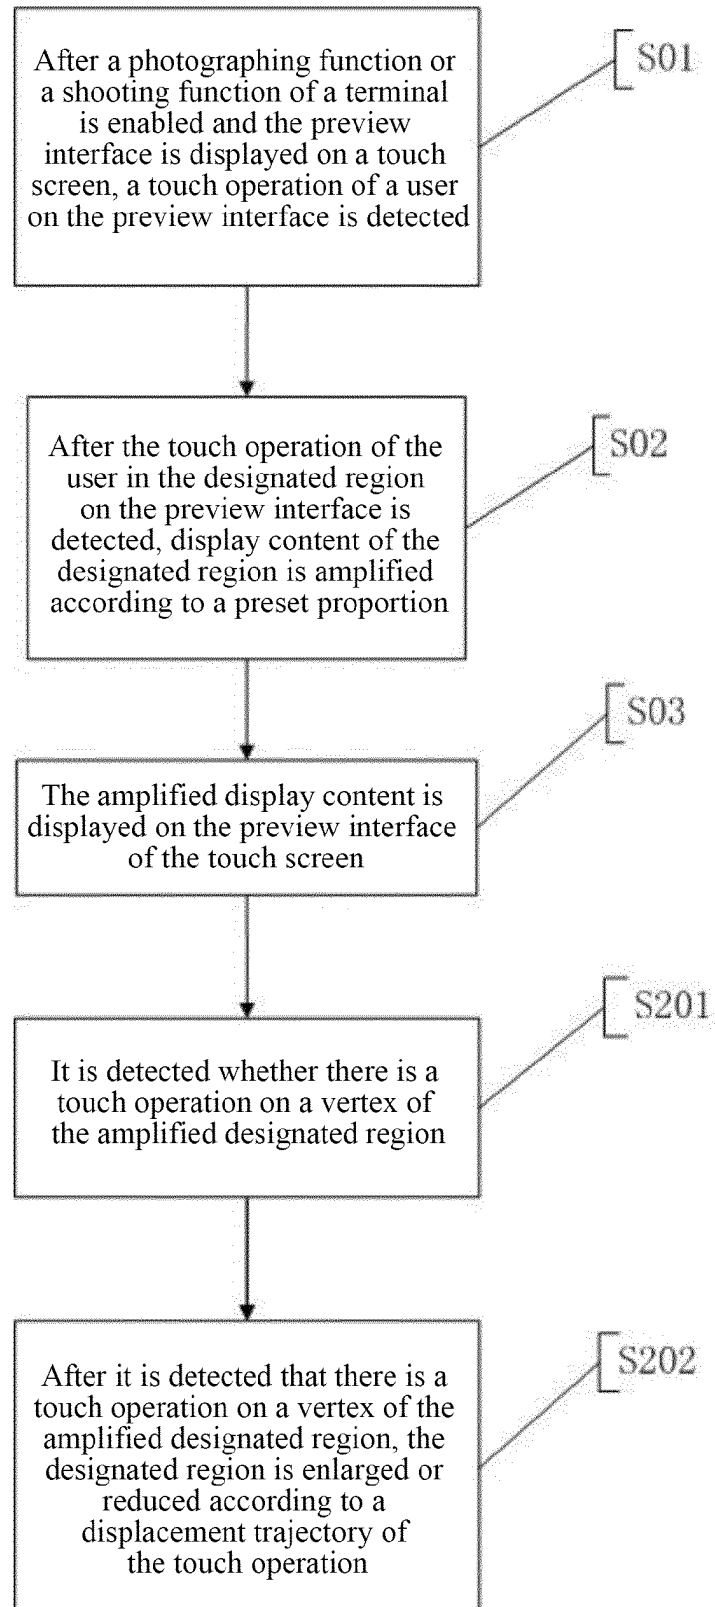 After a photographing function or
a shooting function of a terminal
is enabled and the preview
interface is displayed on a touch
screen, a touch operation of a user
on the preview interface is detected
S01
After the touch operation of the
user in the designated region
on the preview interface is
detected, display content of the
designated region is amplified
according to a preset proportion
S02
The amplified display content is
displayed on the preview interface
of the touch screen
S03
It is detected whether there is a
touch operation on a vertex of
the amplified designated region
S201
After it is detected that there is a
touch operation on a vertex of the
amplified designated region, the
designated region is enlarged or
reduced according to a
displacement trajectory of
the touch operation
S202